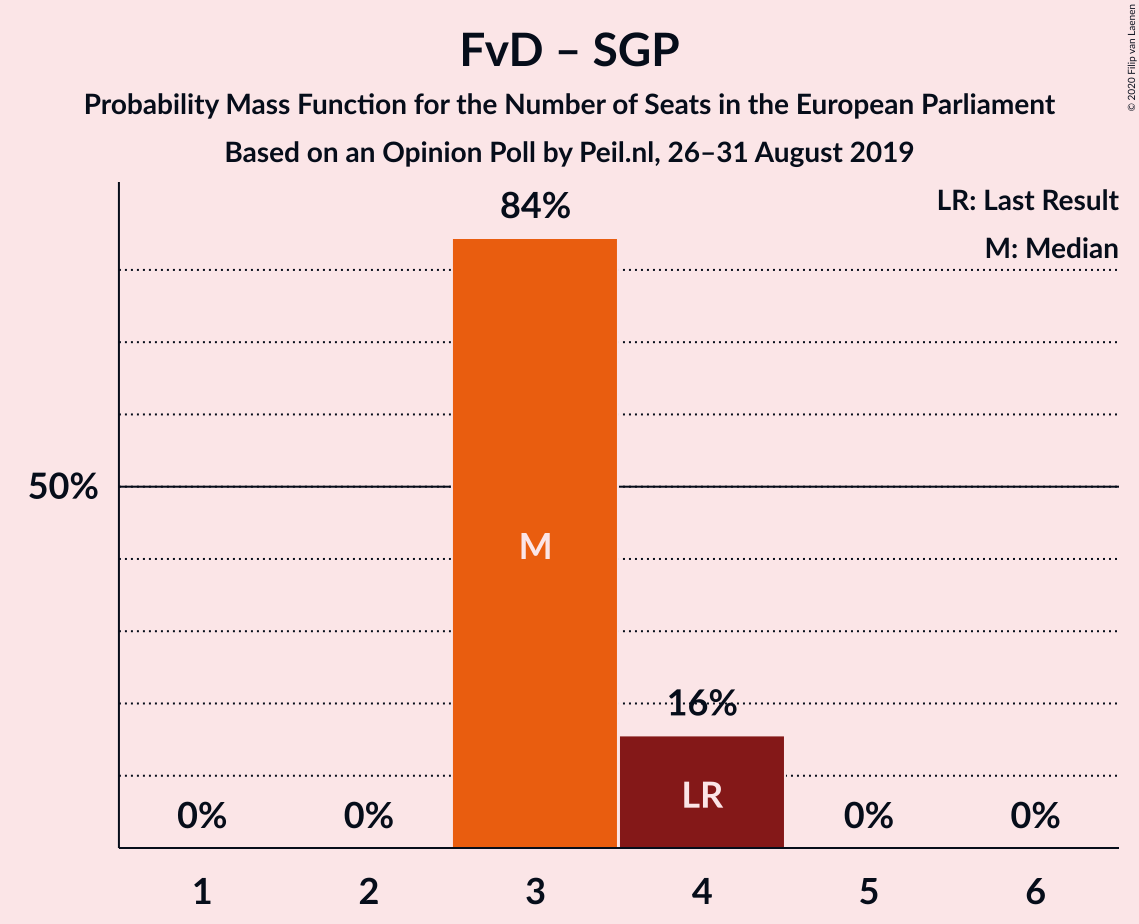 FvD – SGP
Probability Mass Function for the Number of Seats in the European Parliament
Based on an Opinion Poll by Peil.nl, 26–31 August 2019
© 2020 Filip van Laenen
LR: Last Result
M: Median
84%
50%
M
16%
LR
0%
0%
0%
0%
1
2
3
4
5
6